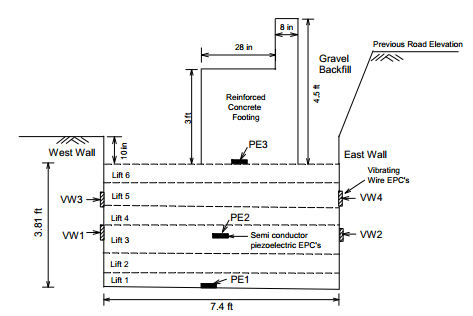 8 in
28 in
Previous Road Elevation
Gravel
Backfill
Reinforced
Concrete
Footing
3 ft
4.5 ft
10 in
West Wall
PE3
East Wall
Lift 6
Vibrating
Wire EPC's
VW3
Lift 5
VW4
3.81 ft
Lift 4
PE2
VW1
Lift 3
Semi conductor
piezoelectric EPC's
VW2
Lift 2
Lift 1
PE1
7.4 ft